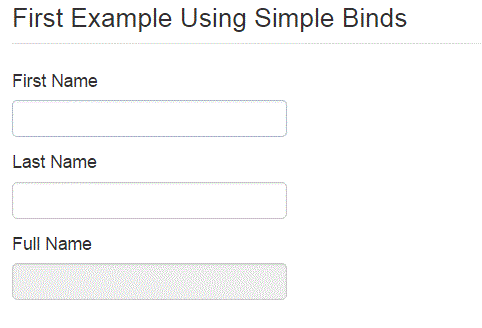 First Example Using Simple Binds
First Name
Last Name
Full Name